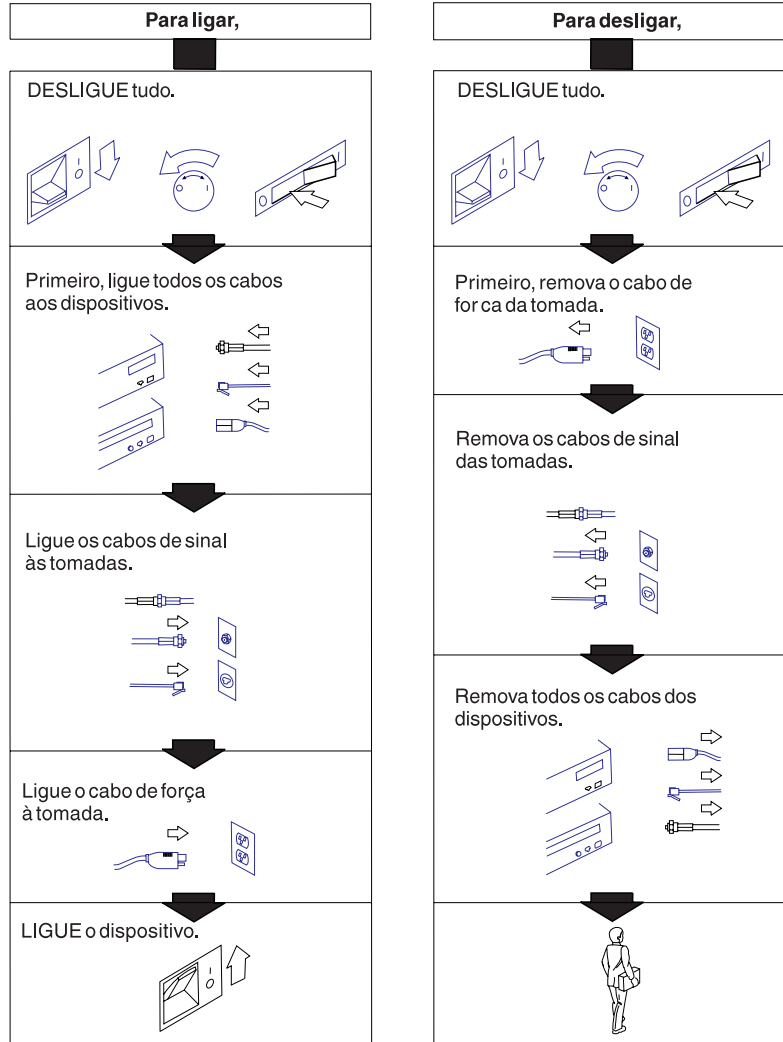 Para ligar,
DESLIGUE tudo.
Primeiro, ligue todos os cabos
aos dispositivos.
Ligue os cabos de sinal
às tomadas.
Ligue o cabo de força
à tomada.
LIGUE o dispositivo.
Para desligar,
DESLIGUE tudo.
Primeiro, remova o cabo de
for ca da tomada.
Remova os cabos de sinal
das tomadas.
Remova todos os cabos dos
dispositivos.